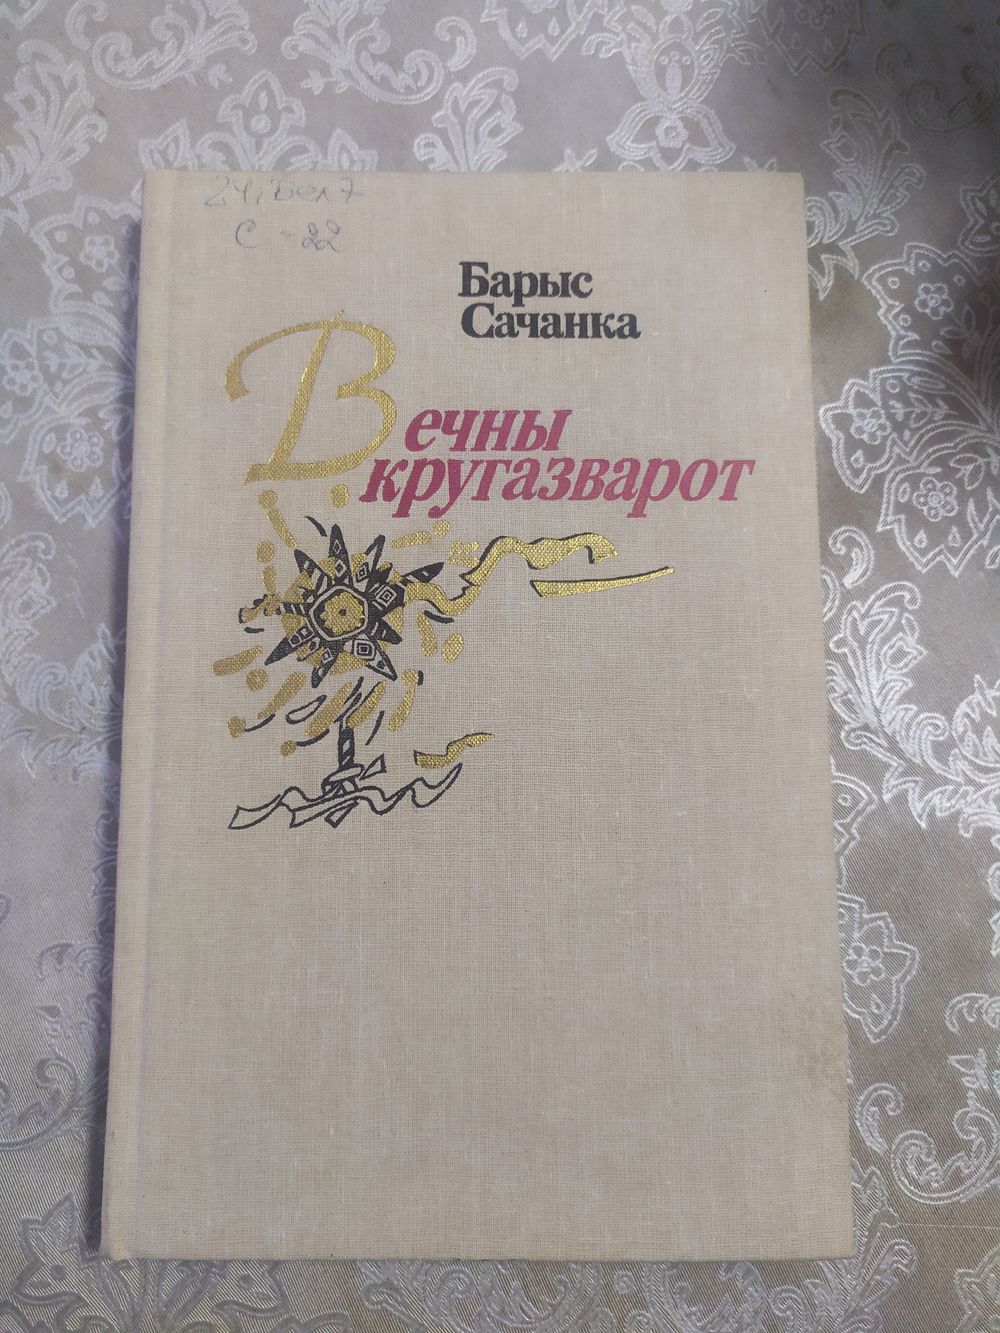 24,Бел7
С-22
Барыс
Сачанка
Вечны
кругазварот